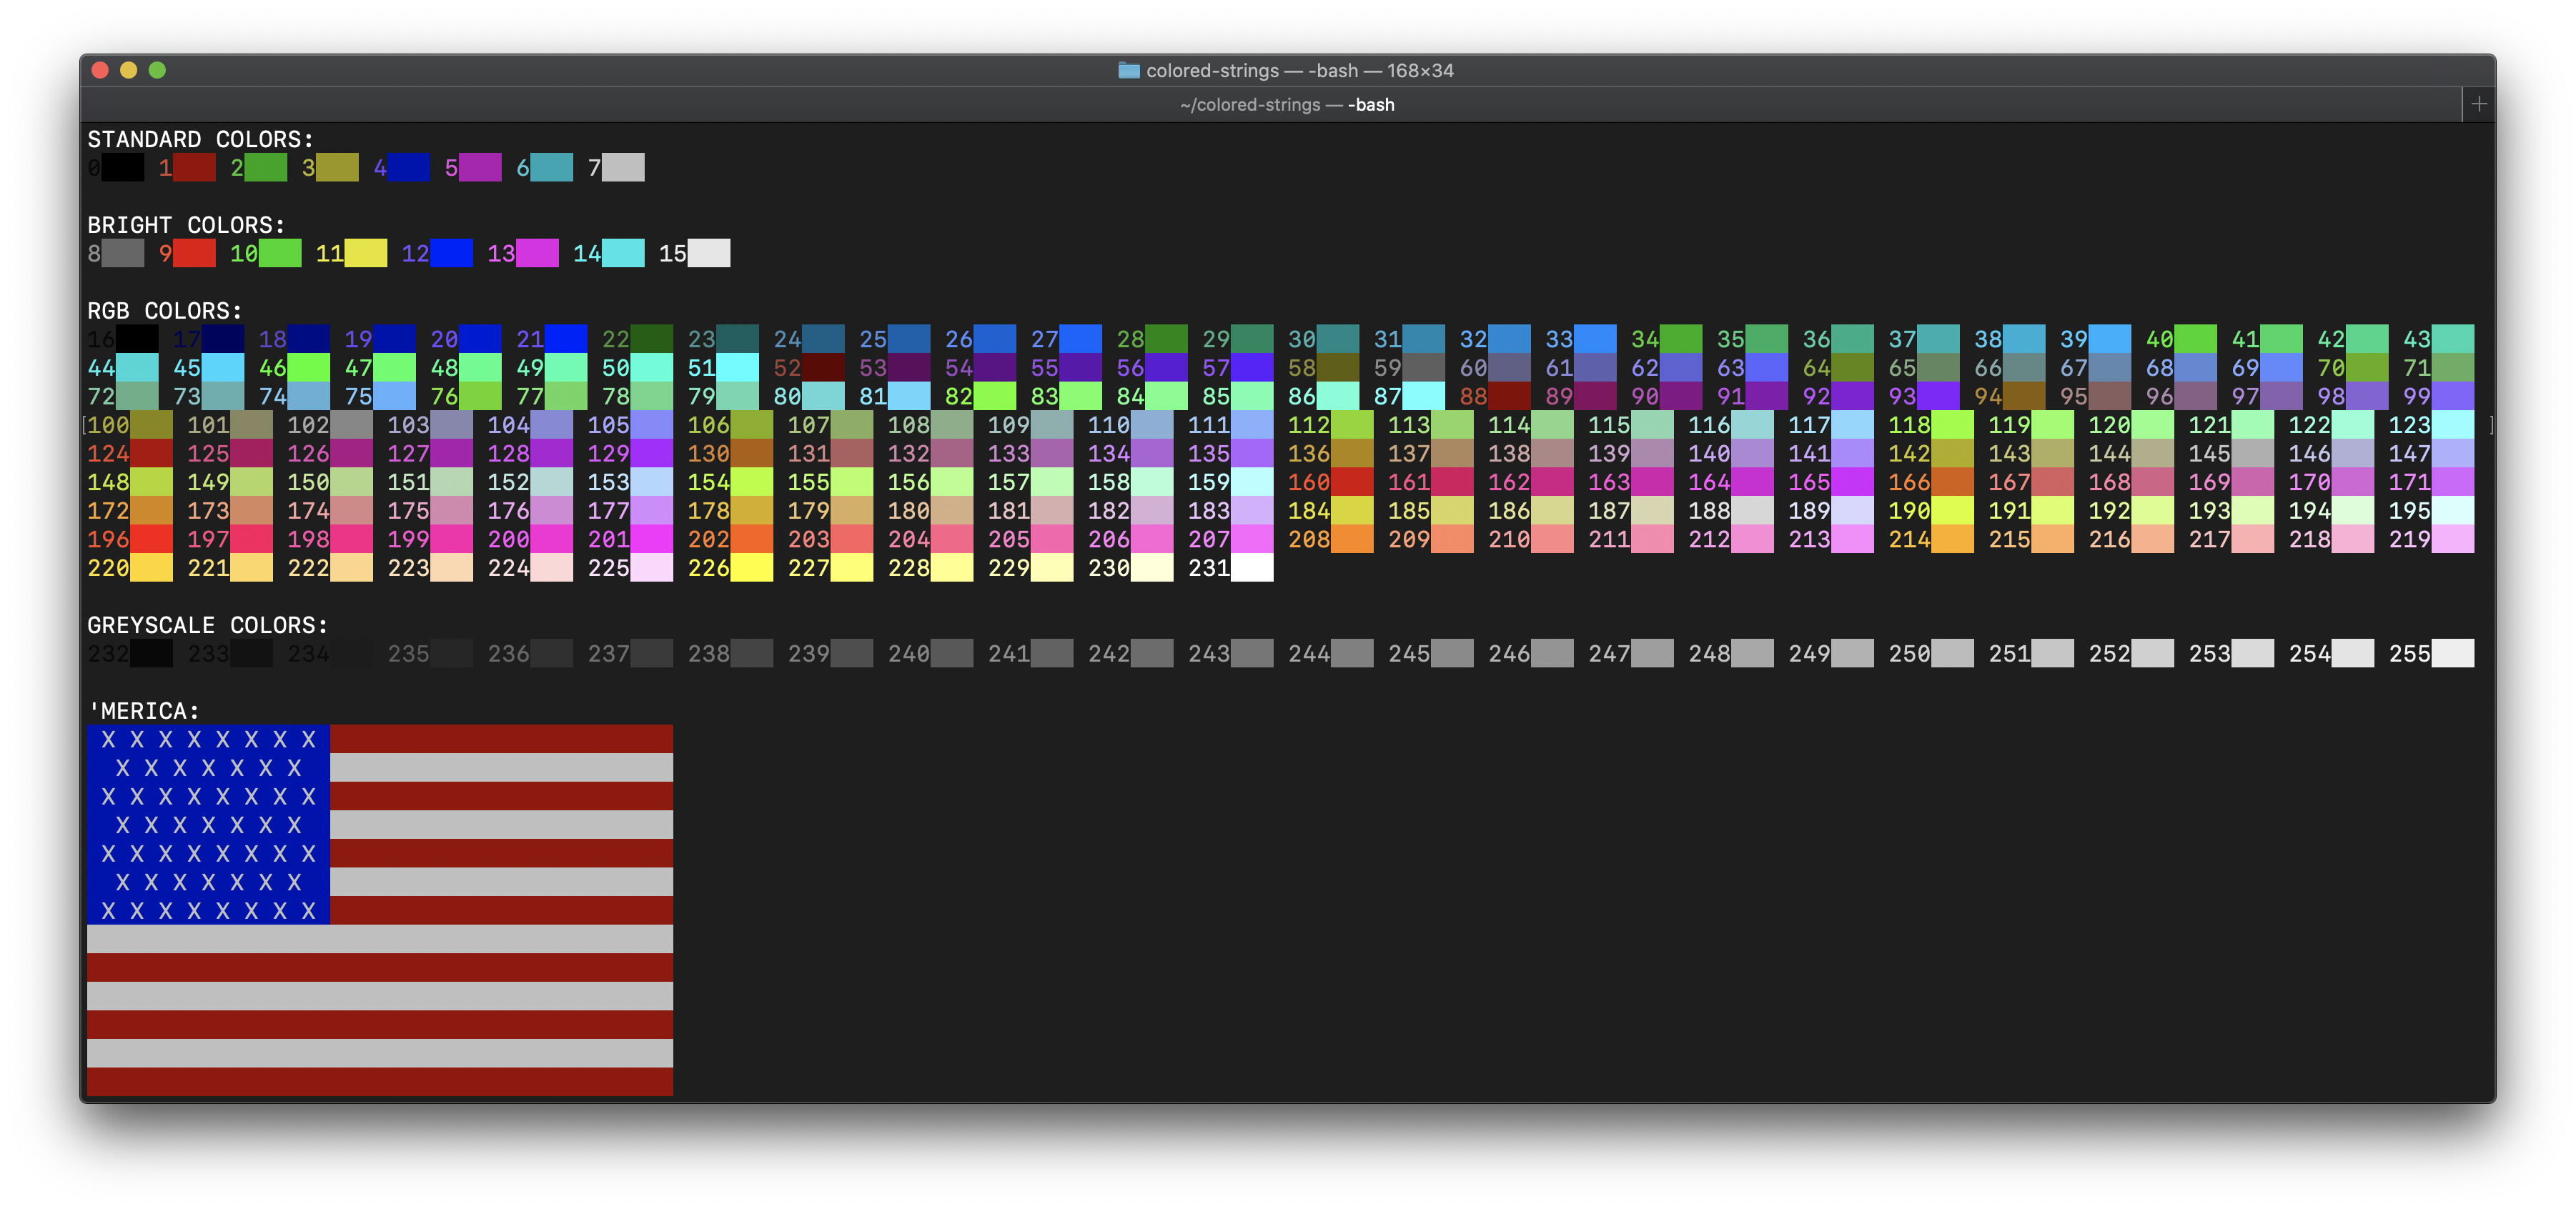 colored-strings — -bash — 168×34
~/colored-strings — -bash
STANDARD COLORS:
0 1 2 3 4 5 6 7
BRIGHT COLORS:
8 9 10 11 12 13 14 15
RGB COLORS:
16 17 18 19 20 21 22 23 24 25 26 27 28 29 30 31 32 33 34 35 36 37 38 39 40 41 42 43
44 45 46 47 48 49 50 51 52 53 54 55 56 57 58 59 60 61 62 63 64 65 66 67 68 69 70 71
72 73 74 75 76 77 78 79 80 81 82 83 84 85 86 87 88 89 90 91 92 93 94 95 96 97 98 99
[100 101 102 103 104 105 106 107 108 109 110 111 112 113 114 115 116 117 118 119 120 121 122 123 ]
124 125 126 127 128 129 130 131 132 133 134 135 136 137 138 139 140 141 142 143 144 145 146 147
148 149 150 151 152 153 154 155 156 157 158 159 160 161 162 163 164 165 166 167 168 169 170 171
172 173 174 175 176 177 178 179 180 181 182 183 184 185 186 187 188 189 190 191 192 193 194 195
196 197 198 199 200 201 202 203 204 205 206 207 208 209 210 211 212 213 214 215 216 217 218 219
220 221 222 223 224 225 226 227 228 229 230 231
GREYSCALE COLORS:
232 233 234 235 236 237 238 239 240 241 242 243 244 245 246 247 248 249 250 251 252 253 254 255
'MERICA:
X X X X X X X X
X X X X X X X
X X X X X X X X
X X X X X X X
X X X X X X X X
X X X X X X X
X X X X X X X X